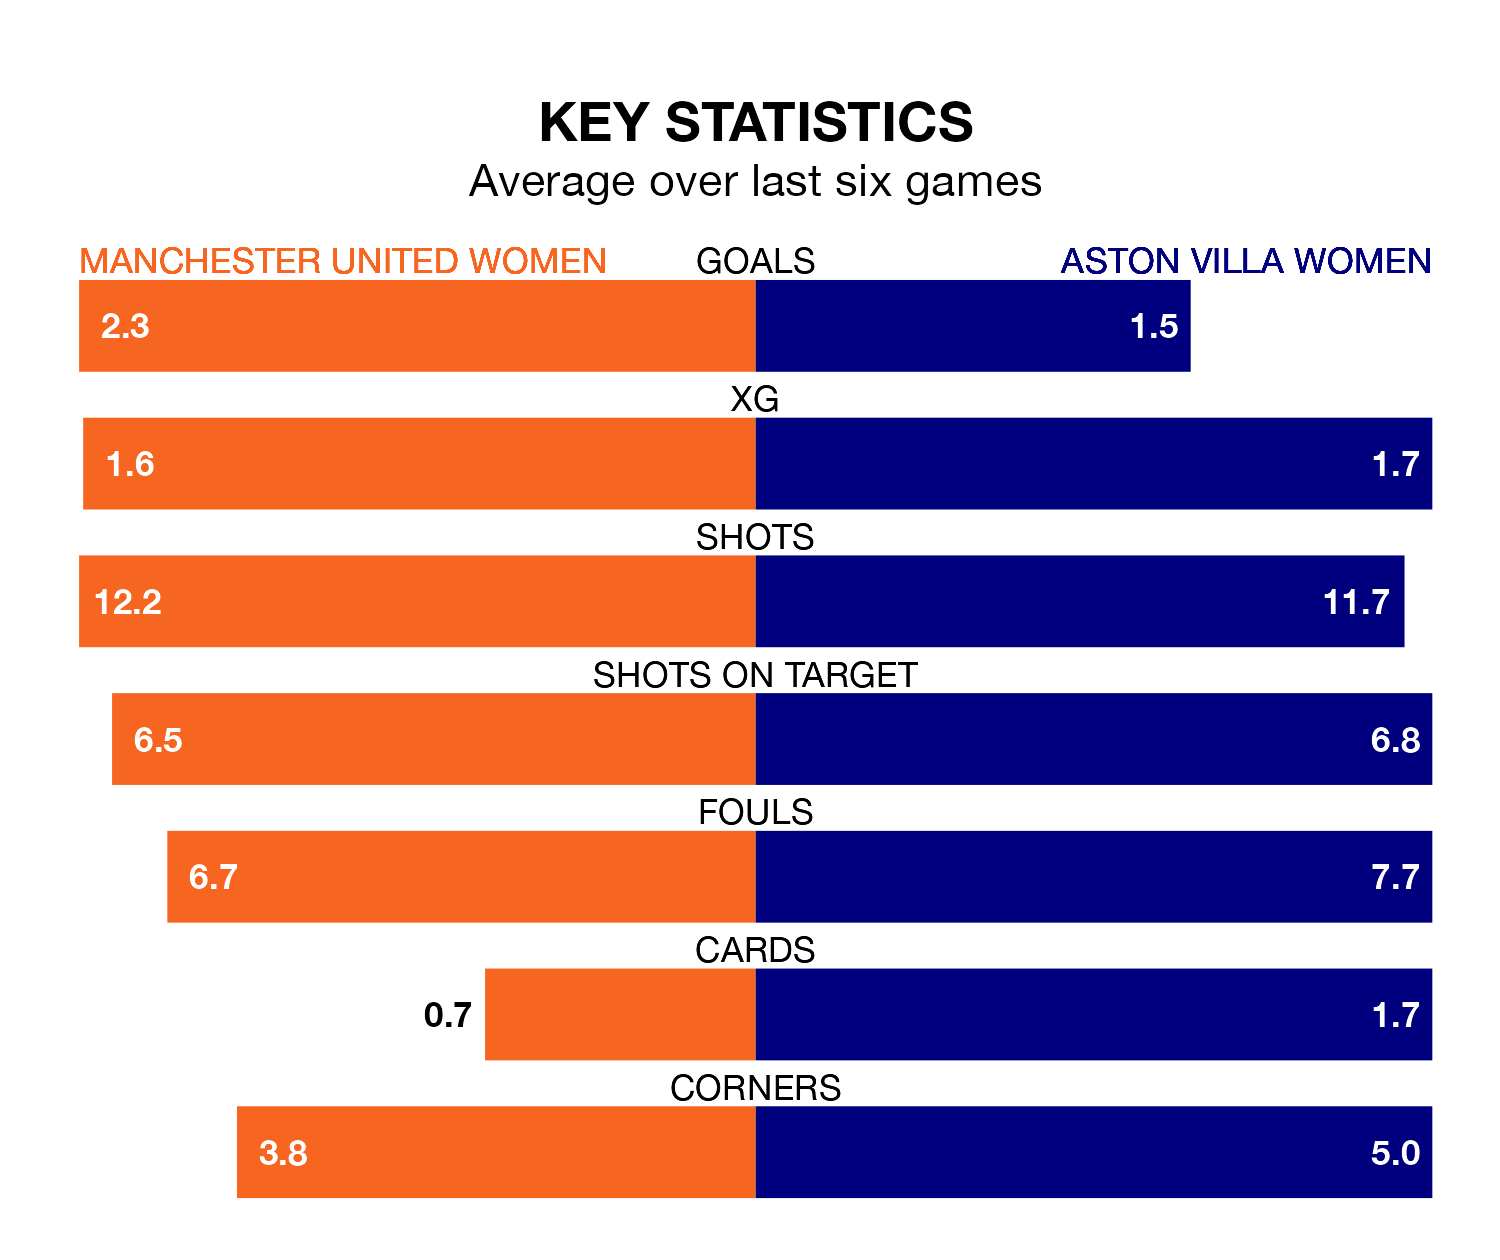 KEY STATISTICS
Average over last six games
MANCHESTER UNITED WOMEN GOALS ASTON VILLA WOMEN
2.3 1.5
XG
1.6 1.7
SHOTS
12.2 11.7
SHOTS ON TARGET
6.5 6.8
FOULS
6.7 7.7
CARDS
0.7 1.7
CORNERS
3.8 5.0